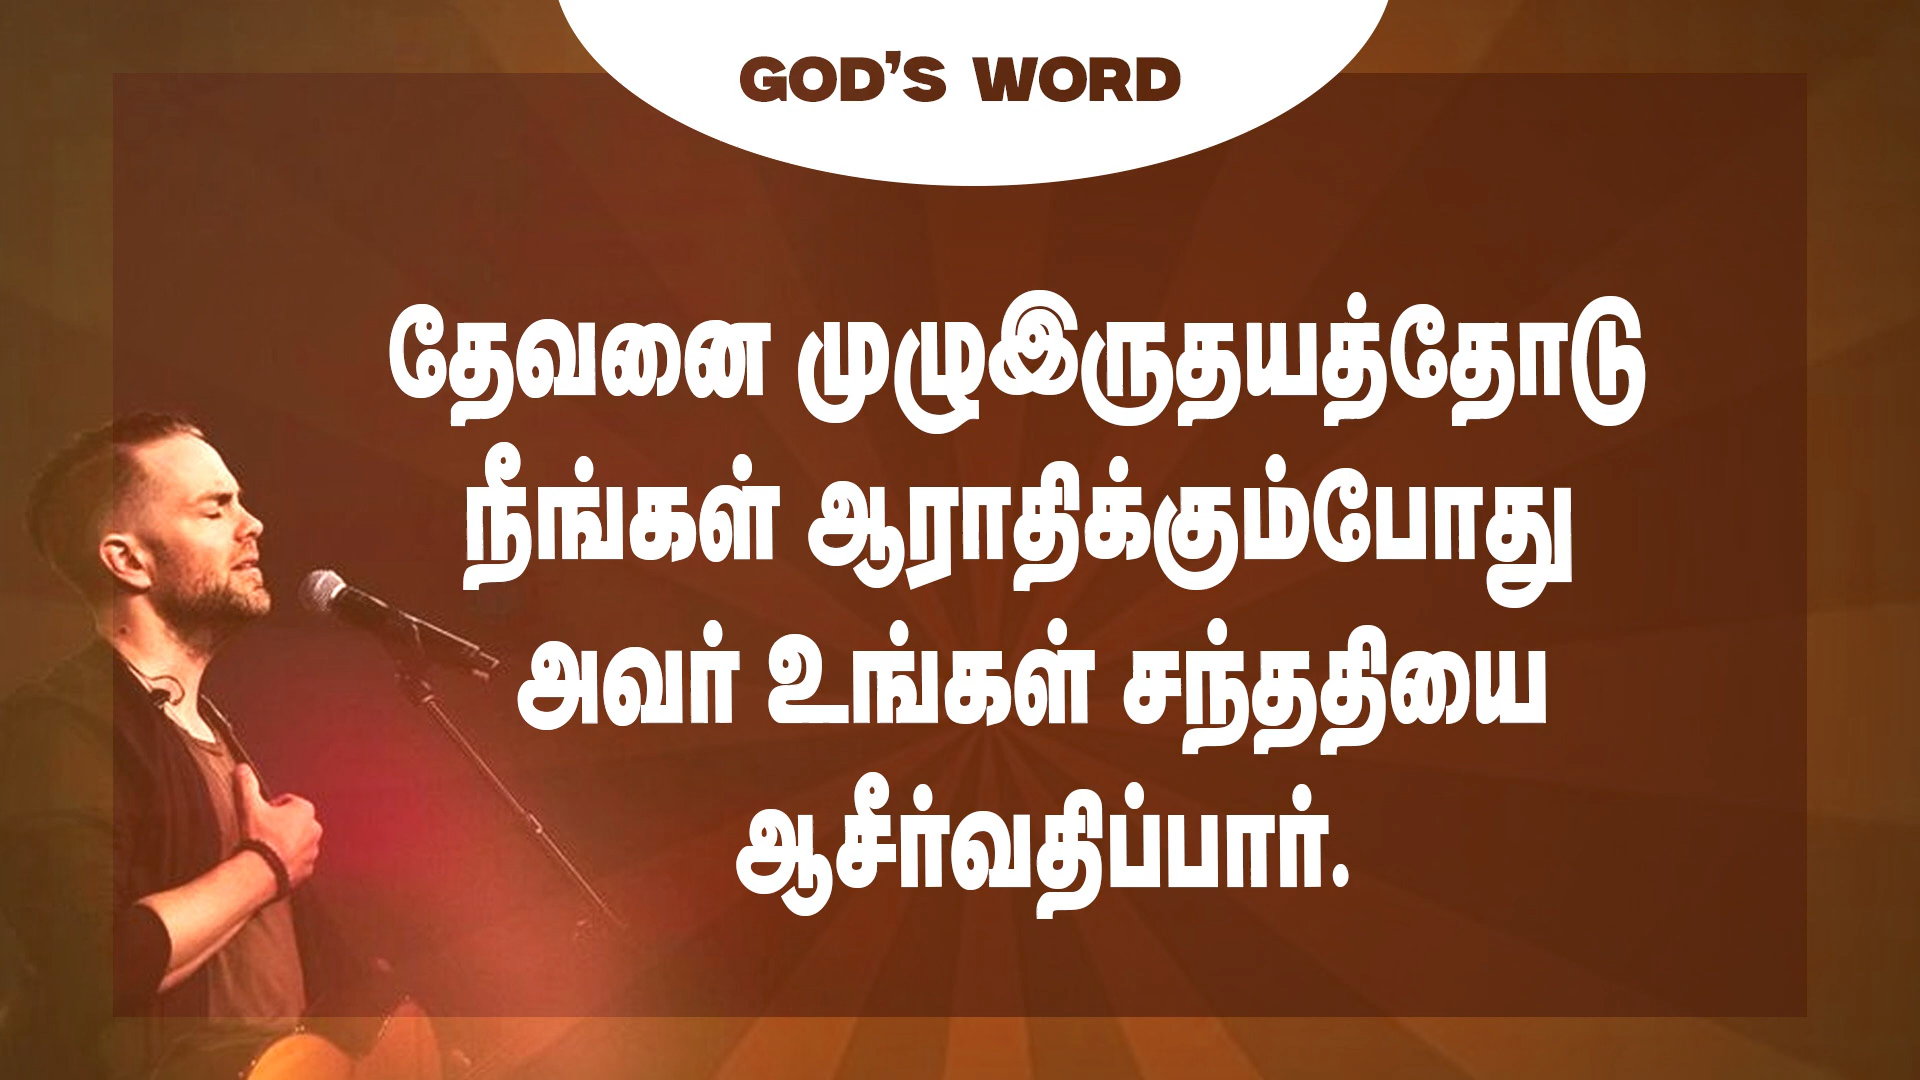 GOD'S WORD
தேவனை முழுஇருதயத்தோடு
நீங்கள் ஆராதிக்கும்போது
அவர் உங்கள் சந்ததியை
ஆசீர்வதிப்பார்.